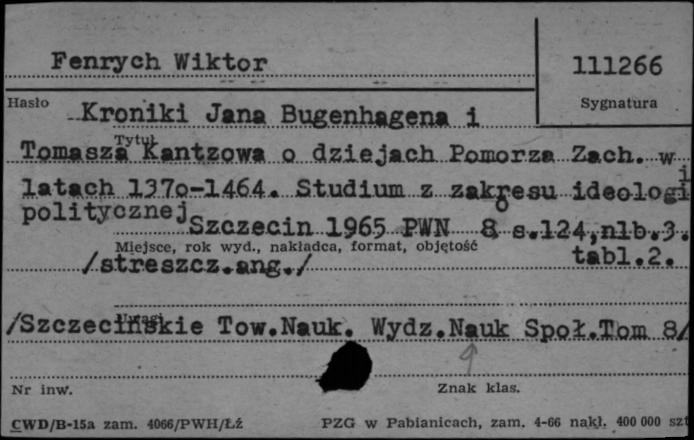 Fenrych Wiktor
111266
Hasło
Sygnatura
Kroniki Jana Bugenhagena i
Tytuł
Tomasza Kantzowa o dziejach Pomorza Zach. w
latach 1370-1464. Studium z zakresu ideologi i
politycznej Szczecin 1965 PWN 8o s.124,nlb.3.
Miejsce, rok wyd., nakładca, format, objętość
/streszcz.ang./ tabl.2.
Uwagi
/Szczecińskie Tow.Nauk. Wydz.Nauk Społ.Tom 8/
Nr inw.
Znak klas.
CWD/B-15a zam. 4066/PWH/Łź
PZG w Pabianicach, zam. 4-66 nakł. 400 000 szt